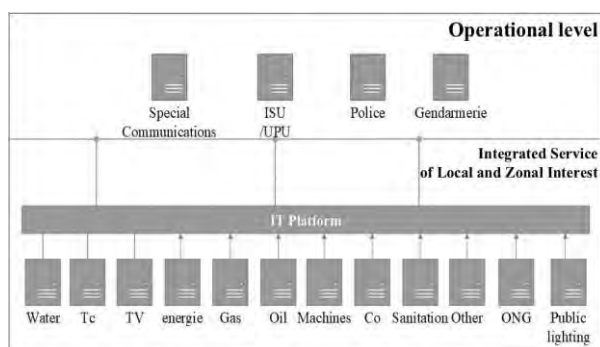 Operational level
Special
Communications
ISU
/UPU
Police
Gendarmerie
Integrated Service
of Local and Zonal Interest
IT Platform
Water
Tc
TV
energie
Gas
Oil
Machines
Co
Sanitation
Other
ONG
Public
lighting